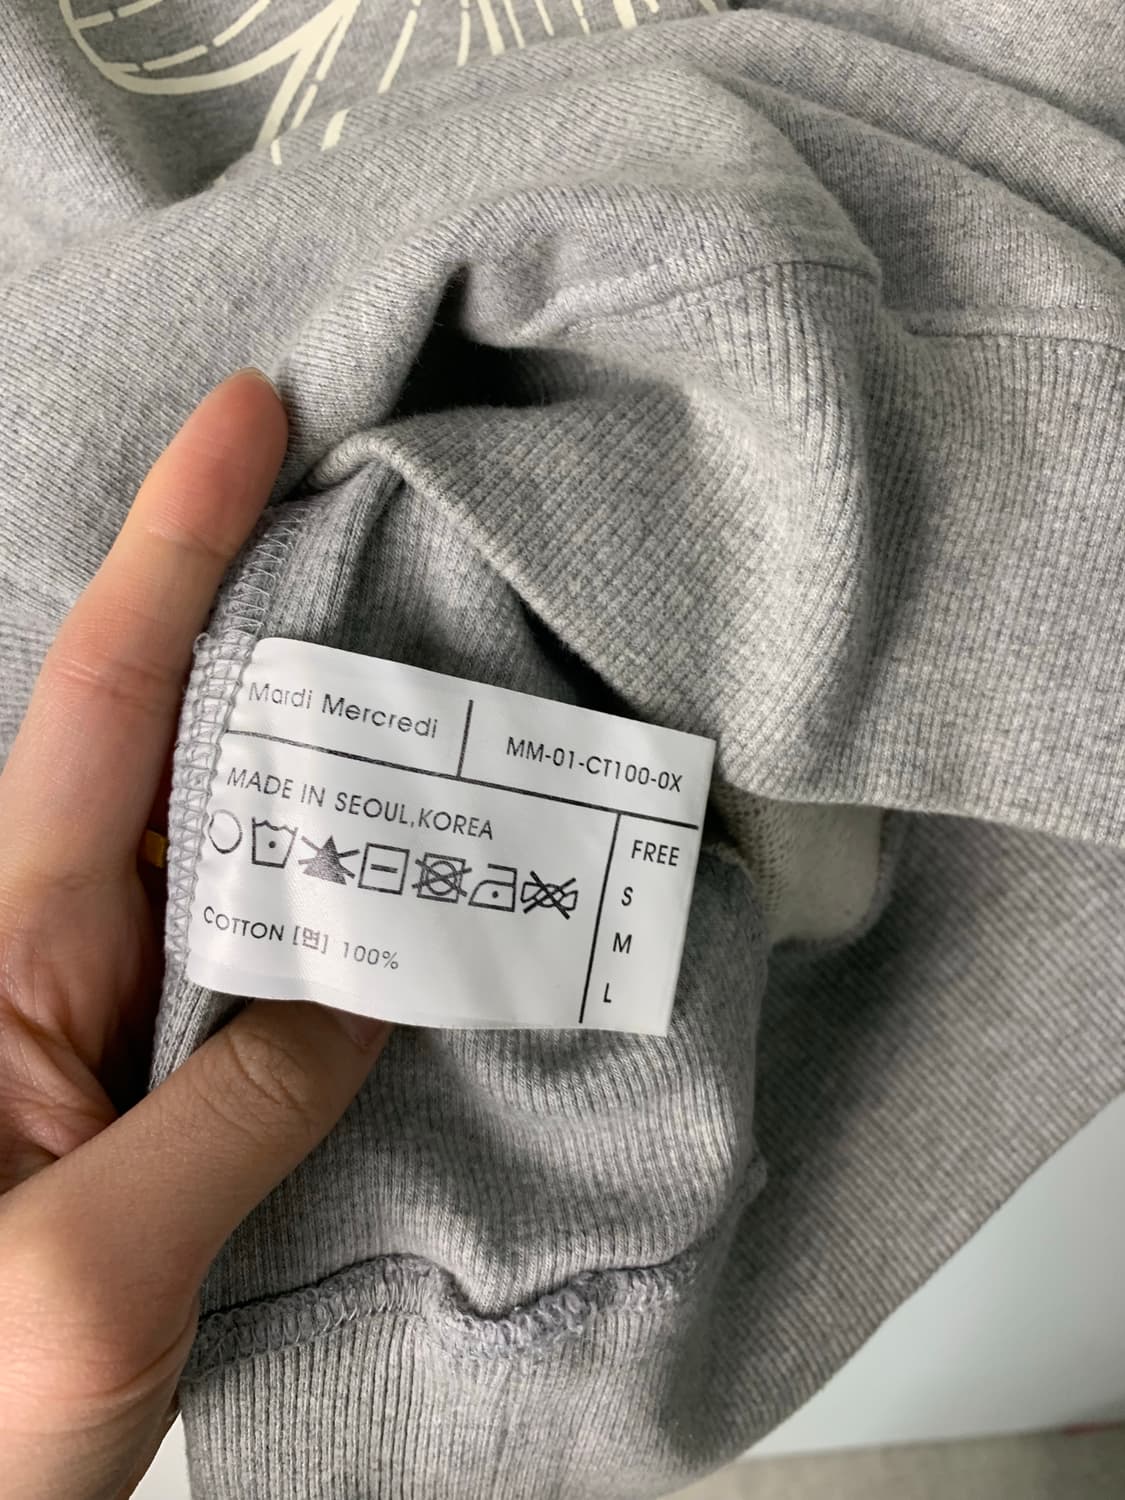 Mardi Mercredi
MM-01-CT100-0X
MADE IN SEOUL,KOREA
COTTON [면] 100%
FREE
S
M
L